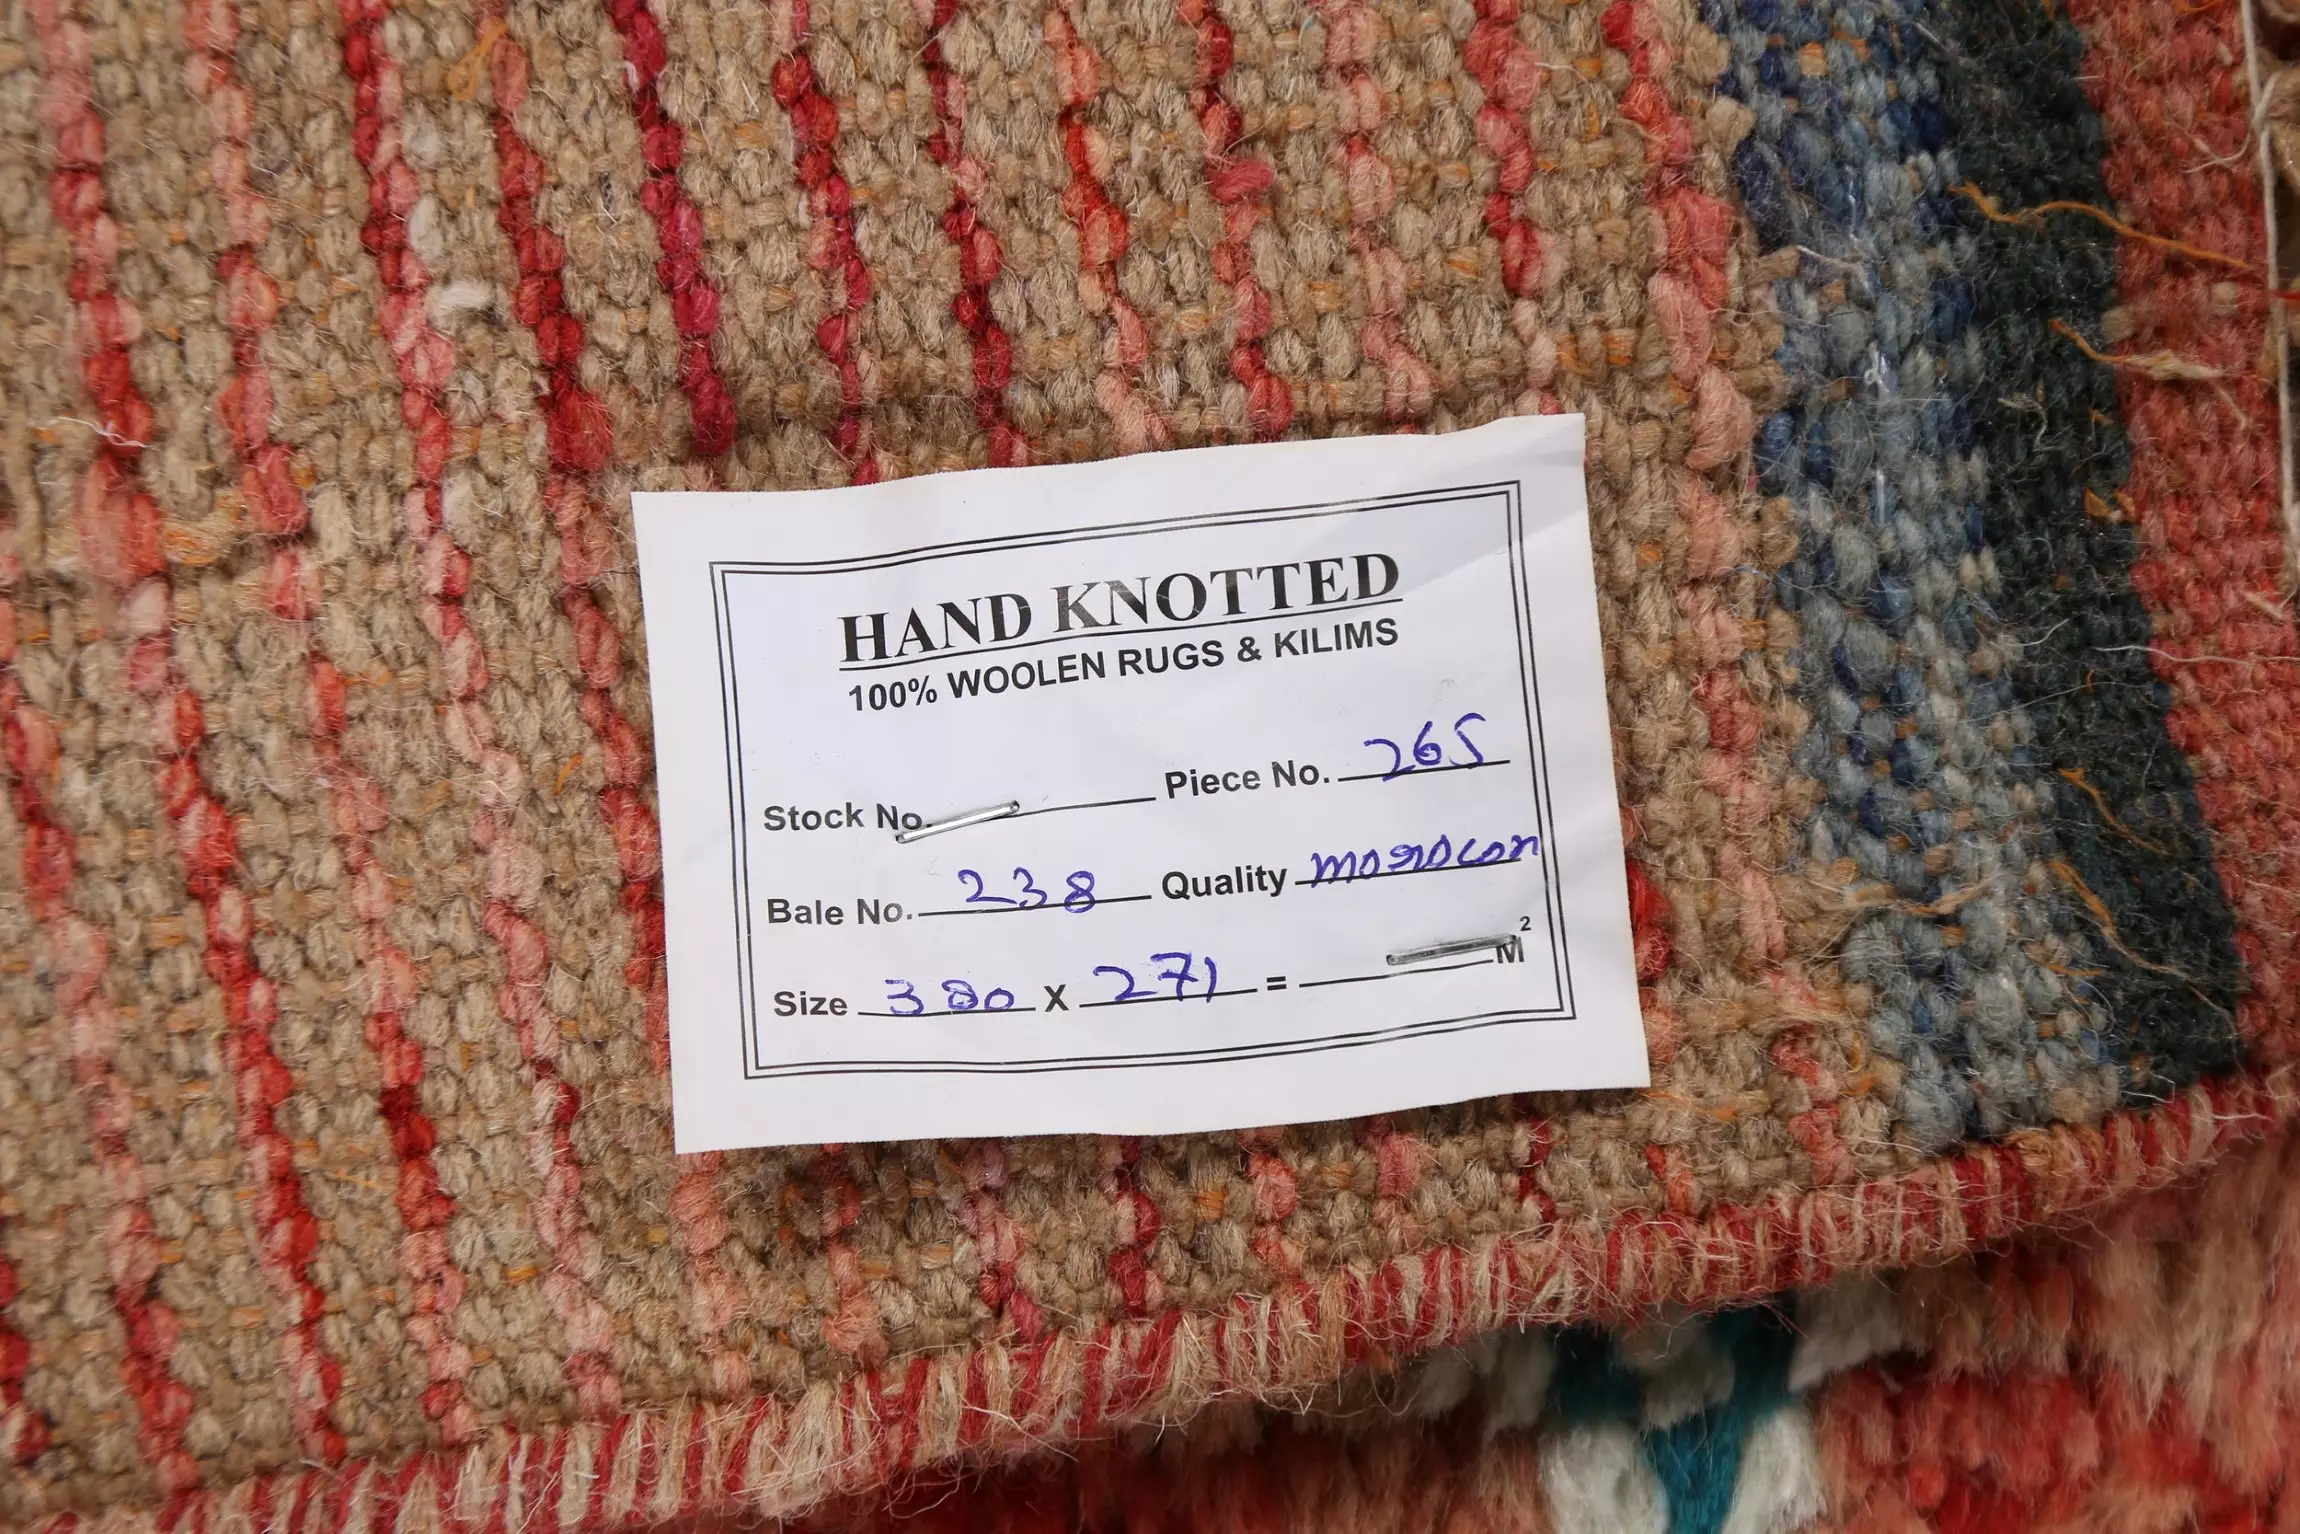 HAND KNOTTED
100% WOOLEN RUGS & KILIMS
Stock No. Piece No. 265
Bale No. 238 Quality morocon
Size 380 X 271 = M²